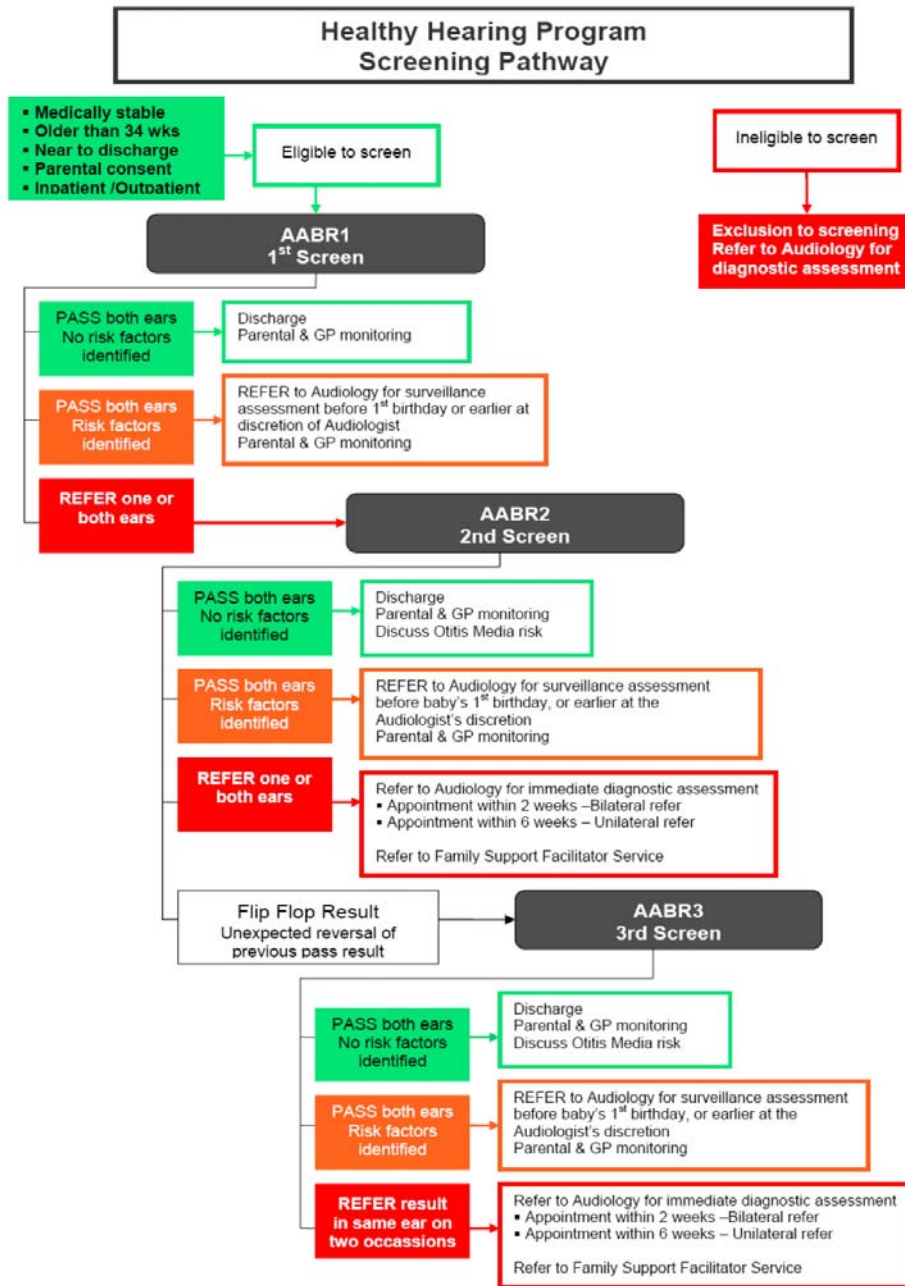 Healthy Hearing Program
Screening Pathway
▪ Medically stable
▪ Older than 34 wks
▪ Near to discharge
▪ Parental consent
▪ Inpatient /Outpatient
Eligible to screen
Ineligible to screen
Exclusion to screening
Refer to Audiology for
diagnostic assessment
AABR1
1st Screen
PASS both ears
No risk factors
identified
Discharge
Parental & GP monitoring
PASS both ears
Risk factors
identified
REFER to Audiology for surveillance
assessment before 1st birthday or earlier at
discretion of Audiologist
Parental & GP monitoring
REFER one or
both ears
AABR2
2nd Screen
PASS both ears
No risk factors
identified
Discharge
Parental & GP monitoring
Discuss Otitis Media risk
PASS both ears
Risk factors
identified
REFER to Audiology for surveillance assessment
before baby's 1st birthday, or earlier at the
Audiologist's discretion
Parental & GP monitoring
REFER one or
both ears
Refer to Audiology for immediate diagnostic assessment
▪ Appointment within 2 weeks –Bilateral refer
▪ Appointment within 6 weeks – Unilateral refer
Refer to Family Support Facilitator Service
Flip Flop Result
Unexpected reversal of
previous pass result
AABR3
3rd Screen
PASS both ears
No risk factors
identified
Discharge
Parental & GP monitoring
Discuss Otitis Media risk
PASS both ears
Risk factors
identified
REFER to Audiology for surveillance assessment
before baby's 1st birthday, or earlier at the
Audiologist's discretion
Parental & GP monitoring
REFER result
in same ear on
two occassions
Refer to Audiology for immediate diagnostic assessment
▪ Appointment within 2 weeks –Bilateral refer
▪ Appointment within 6 weeks – Unilateral refer
Refer to Family Support Facilitator Service